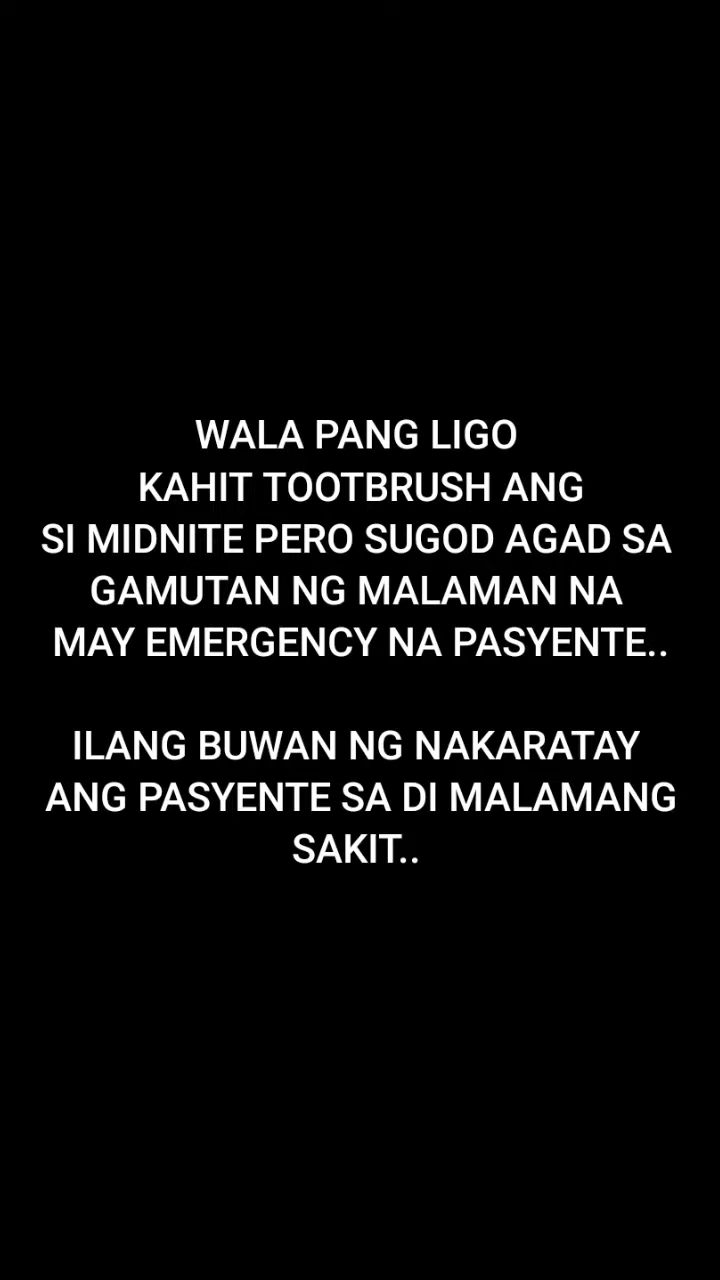 WALA PANG LIGO
KAHIT TOOTBRUSH ANG
SI MIDNITE PERO SUGOD AGAD SA
GAMUTAN NG MALAMAN NA
MAY EMERGENCY NA PASYENTE..
ILANG BUWAN NG NAKARATAY
ANG PASYENTE SA DI MALAMANG
SAKIT..